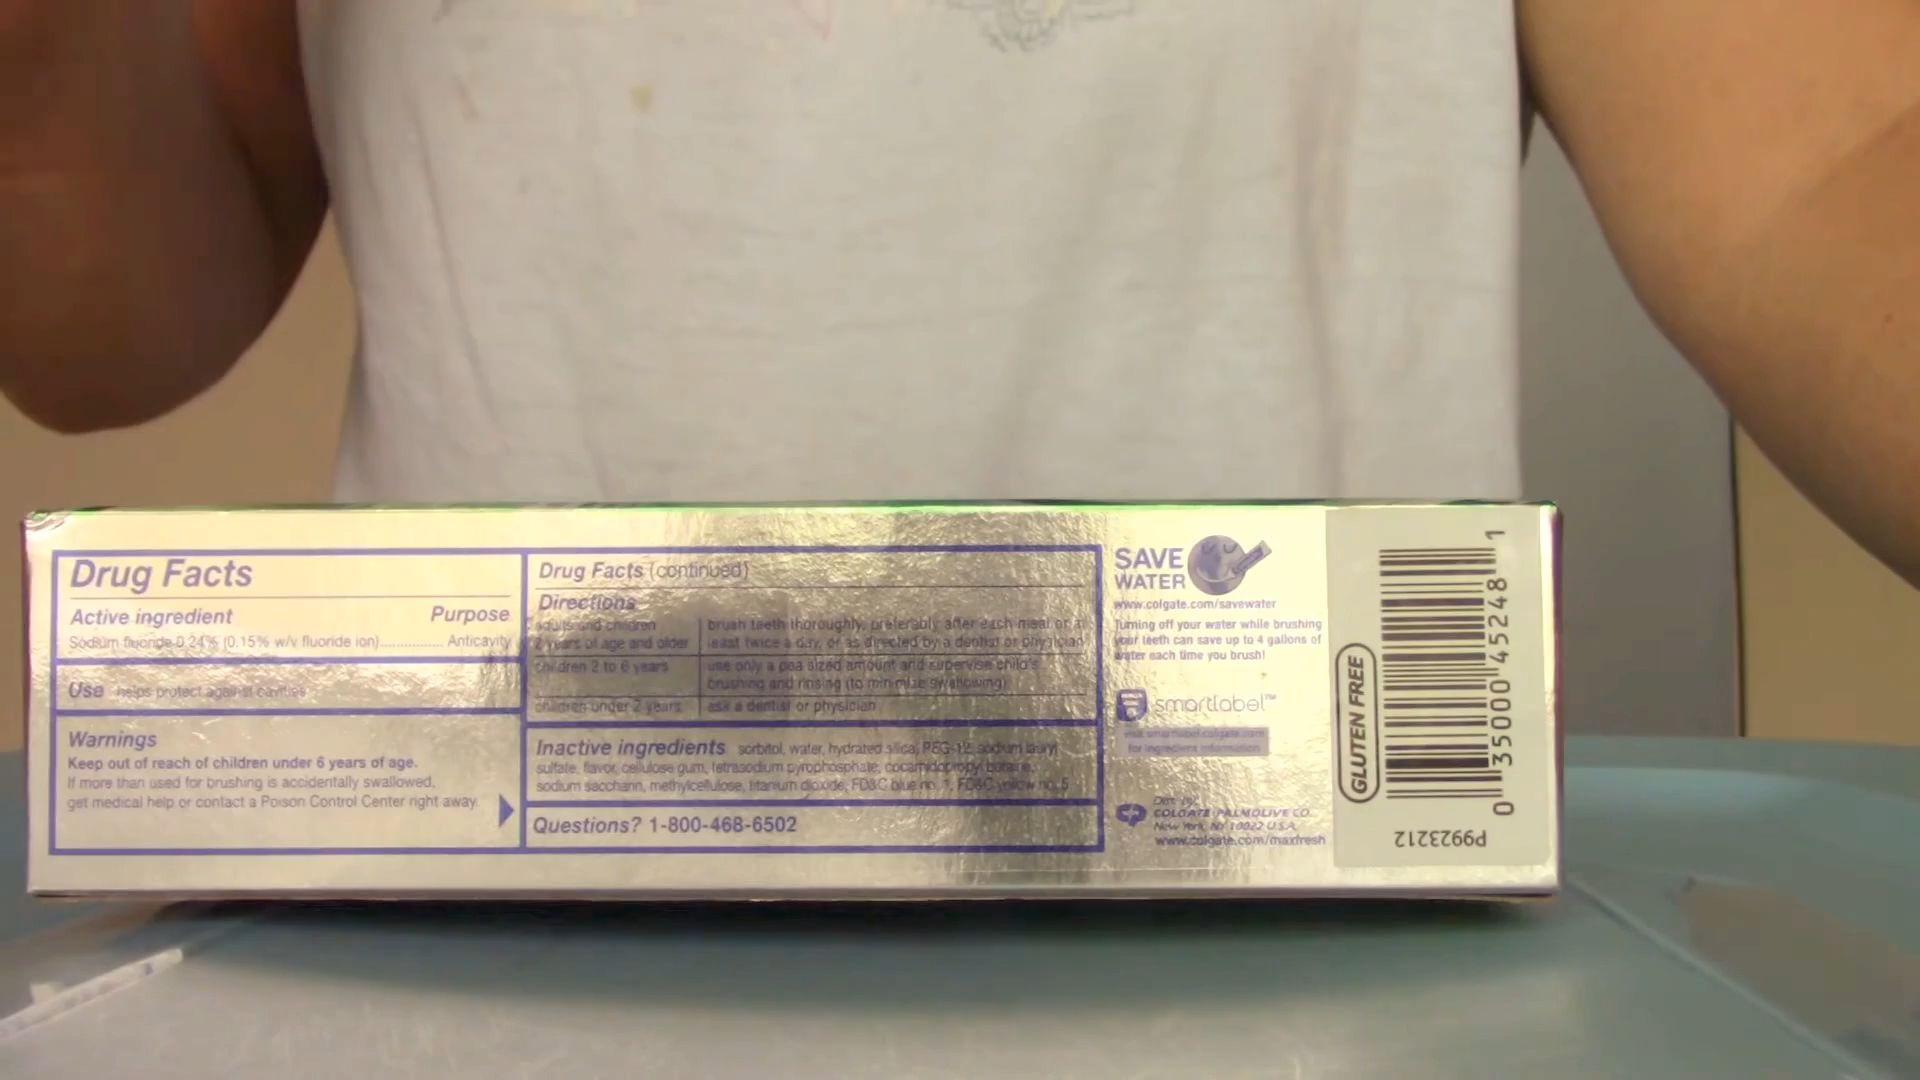 Drug Facts
Active ingredient Purpose
Sodium fluoride 0.24% (0.15% w/v fluoride ion)................ Anticavity
Use helps protect against cavities
Warnings
Keep out of reach of children under 6 years of age.
If more than used for brushing is accidentally swallowed,
get medical help or contact a Poison Control Center right away.
Drug Facts (continued)
Directions
adults and children
2 years of age and older
brush teeth thoroughly, preferably after each meal or at
least twice a day, or as directed by a dentist or physician
children 2 to 6 years
use only a pea sized amount and supervise child's
brushing and rinsing (to minimize swallowing)
children under 2 years
ask a dentist or physician
Inactive ingredients sorbitol, water, hydrated silica, PEG-12, sodium lauryl
sulfate, flavor, cellulose gum, tetrasodium pyrophosphate, cocamidopropyl betaine,
sodium saccharin, methylcellulose, titanium dioxide, FD&C blue no. 1, FD&C yellow no. 5
Questions? 1-800-468-6502
SAVE
WATER
www.colgate.com/savewater
Turning off your water while brushing
your teeth can save up to 4 gallons of
water each time you brush!
smartlabel™
visit smartlabel.colgate.com
for ingredient information
Dist. by:
COLGATE-PALMOLIVE CO.
New York, NY 10022 U.S.A.
www.colgate.com/maxfresh
GLUTEN FREE
0 35000 45248 1
P9923212